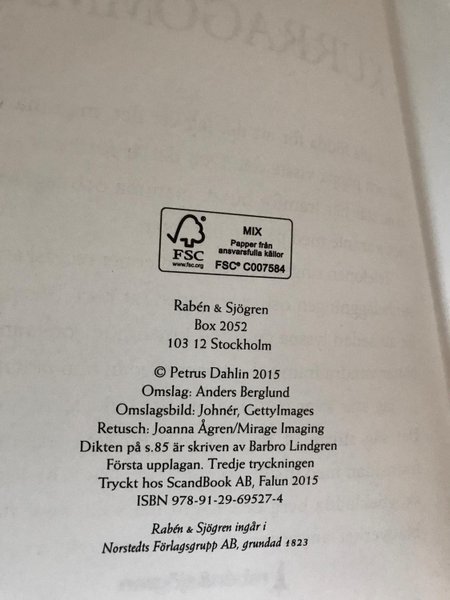 FSC
www.fsc.org
MIX
Papper från
ansvarsfulla källor
FSC® C007584
Rabén & Sjögren
Box 2052
103 12 Stockholm
© Petrus Dahlin 2015
Omslag: Anders Berglund
Omslagsbild: Johnér, GettyImages
Retusch: Joanna Ågren/Mirage Imaging
Dikten på s.85 är skriven av Barbro Lindgren
Första upplagan. Tredje tryckningen
Tryckt hos ScandBook AB, Falun 2015
ISBN 978-91-29-69527-4
Rabén & Sjögren ingår i
Norstedts Förlagsgrupp AB, grundad 1823